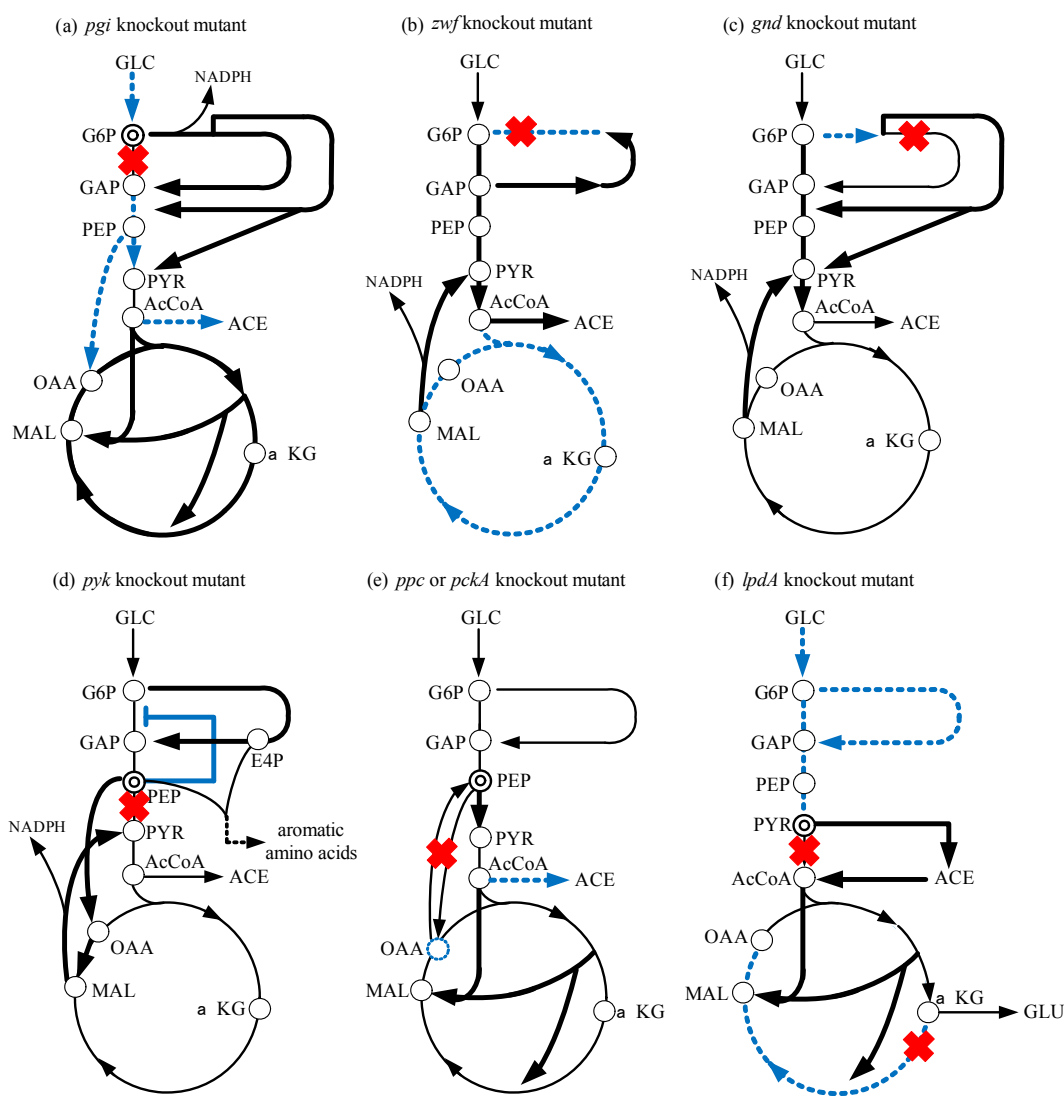 (a) pgi knockout mutant
GLC
NADPH
G6P
GAP
PEP
PYR
AcCoA
ACE
OAA
MAL
a KG
(b) zwf knockout mutant
GLC
G6P
GAP
PEP
PYR
NADPH
AcCoA
ACE
OAA
MAL
a KG
(c) gnd knockout mutant
GLC
G6P
GAP
PEP
PYR
NADPH
AcCoA
ACE
OAA
MAL
a KG
(d) pyk knockout mutant
GLC
G6P
GAP
E4P
PEP
NADPH
PYR
aromatic
amino acids
AcCoA
ACE
OAA
MAL
a KG
(e) ppc or pckA knockout mutant
GLC
G6P
GAP
PEP
PYR
AcCoA
ACE
OAA
MAL
a KG
(f) lpdA knockout mutant
GLC
G6P
GAP
PEP
PYR
AcCoA
ACE
OAA
MAL
a KG
GLU